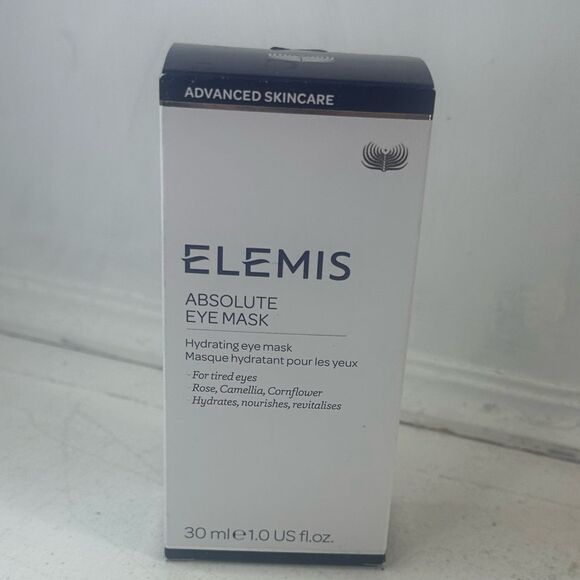 ADVANCED SKINCARE
ELEMIS
ABSOLUTE
EYE MASK
Hydrating eye mask
Masque hydratant pour les yeux
-For tired eyes
-Rose, Camellia, Cornflower
-Hydrates, nourishes, revitalises
30 ml e 1.0 US fl.oz.